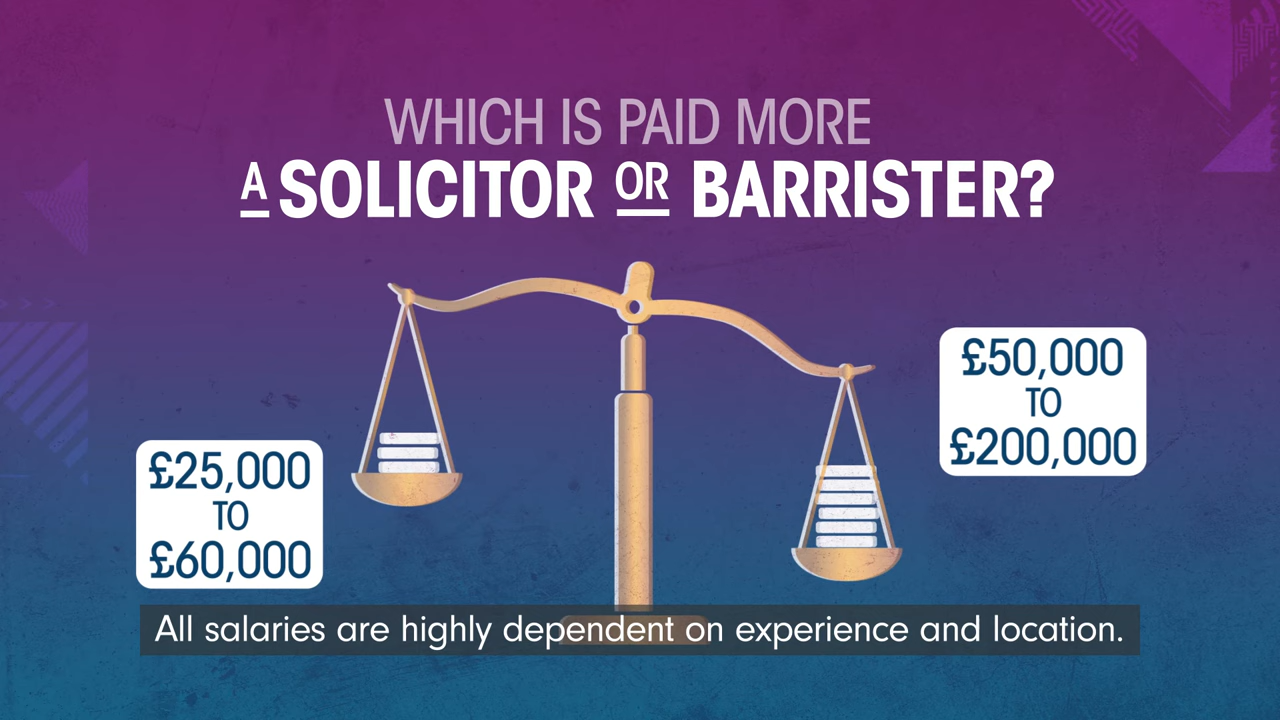 WHICH IS PAID MORE
A SOLICITOR OR BARRISTER?
£50,000
TO
£200,000
£25,000
TO
£60,000
All salaries are highly dependent on experience and location.